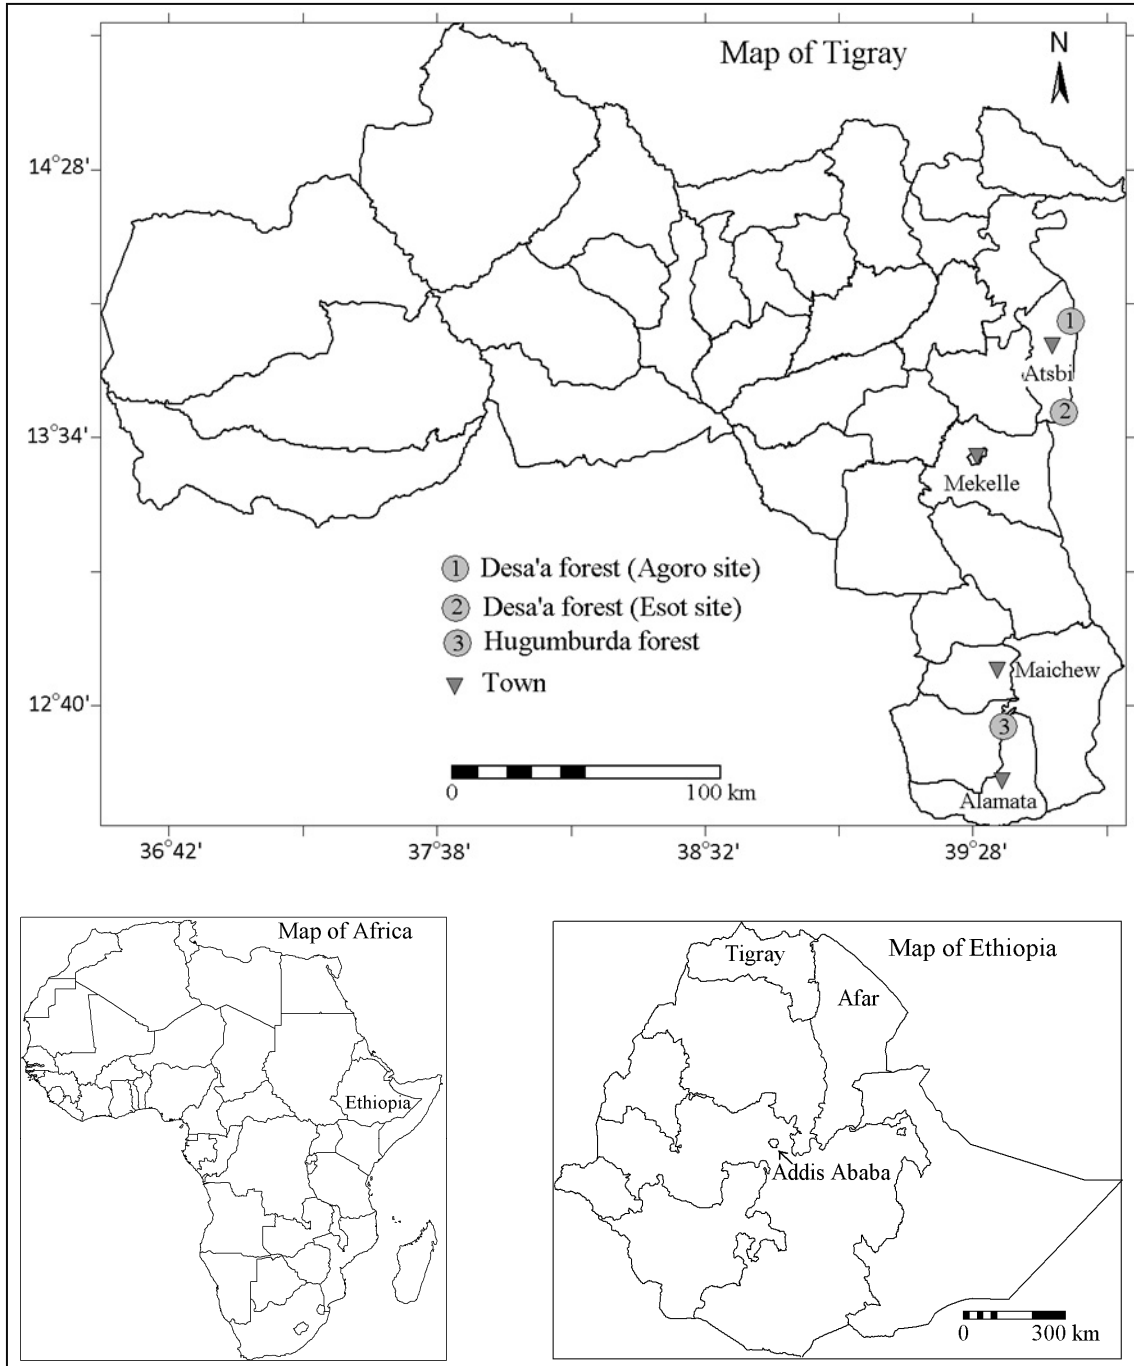 Map of Tigray
N
14°28'
1
Atsbi
2
13°34'
Mekelle
1 Desa'a forest (Agoro site)
2 Desa'a forest (Esot site)
3 Hugumburda forest
Town
Maichew
12°40'
3
0 100 km
Alamata
36°42' 37°38' 38°32' 39°28'
Map of Africa
Ethiopia
Map of Ethiopia
Tigray
Afar
Addis Ababa
0 300 km